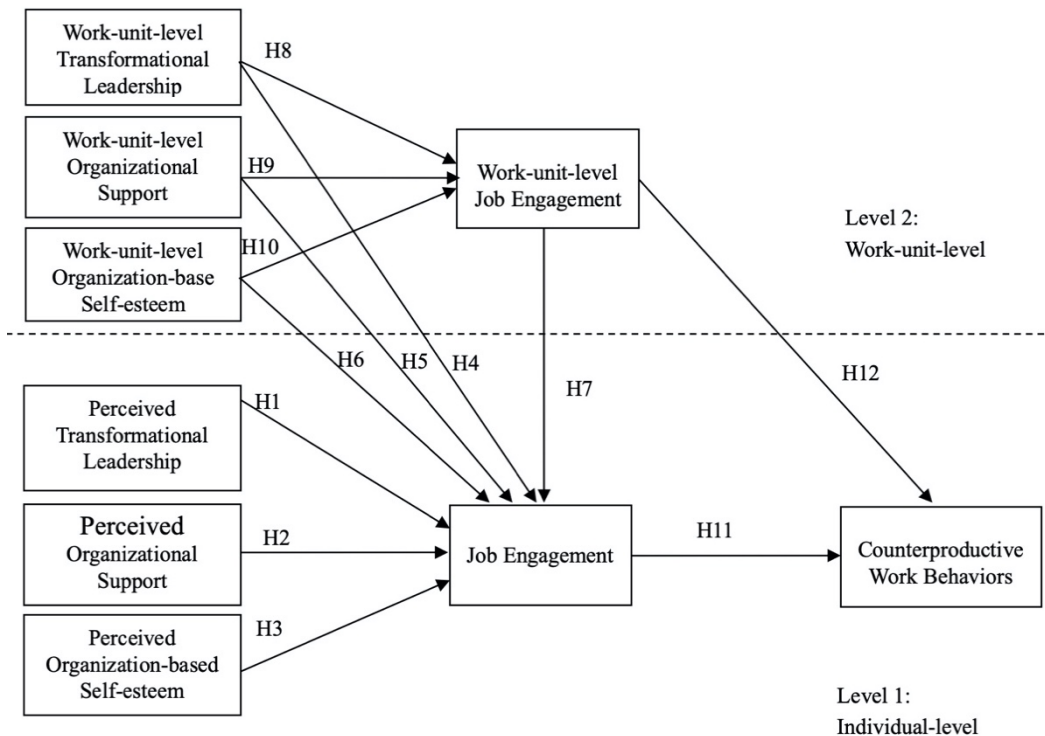 Work-unit-level
Transformational
Leadership
H8
Work-unit-level
Organizational
Support
H9
Work-unit-level
Job Engagement
Level 2:
Work-unit-level
H10
Work-unit-level
Organization-base
Self-esteem
H6
H5
H4
H7
H12
Perceived
Transformational
Leadership
H1
Perceived
Organizational
Support
H2
Job Engagement
H11
Counterproductive
Work Behaviors
H3
Perceived
Organization-based
Self-esteem
Level 1:
Individual-level